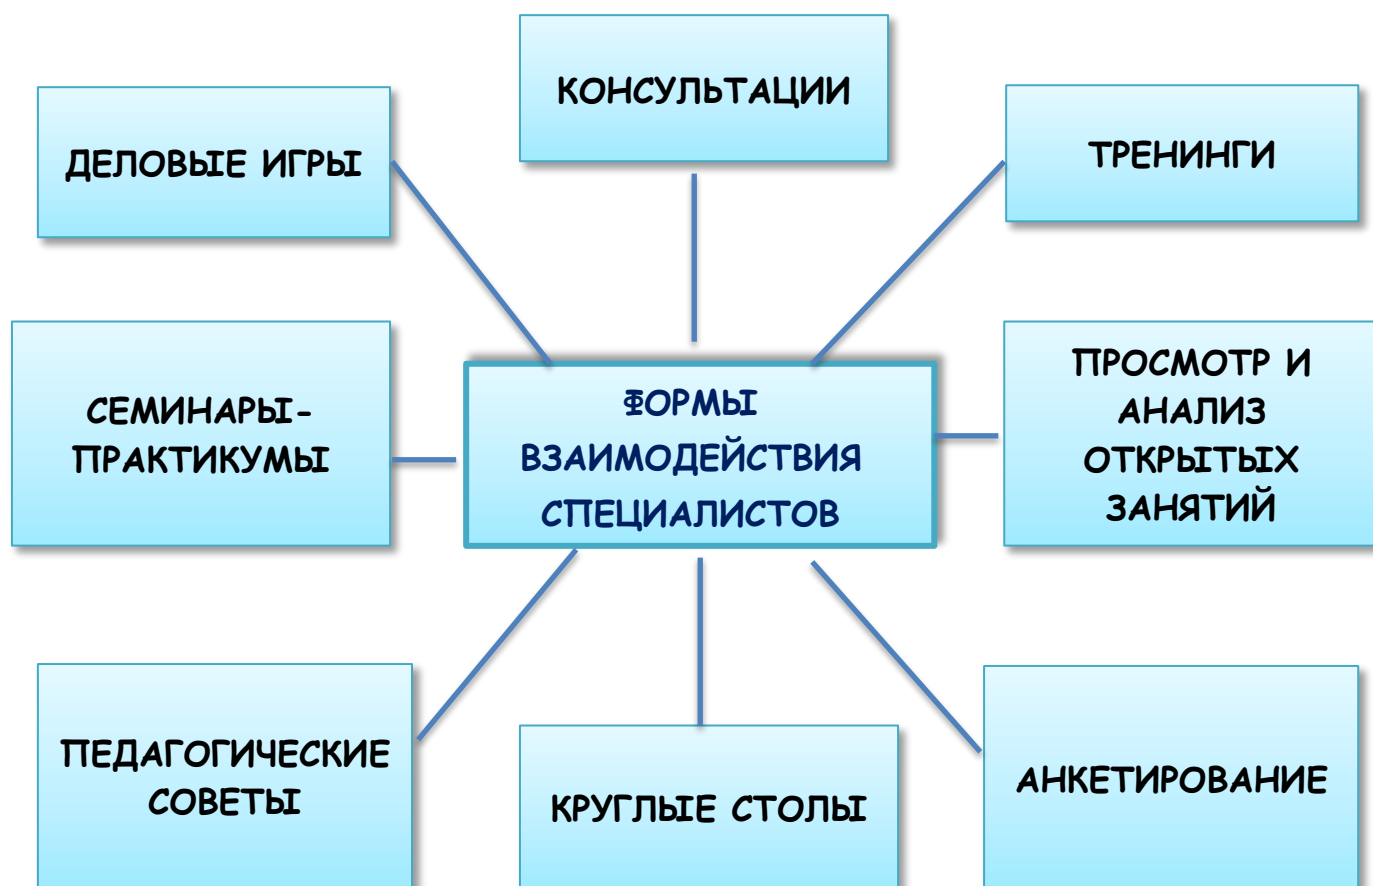 КОНСУЛЬТАЦИИ
ДЕЛОВЫЕ ИГРЫ
ТРЕНИНГИ
СЕМИНАРЫ-
ПРАКТИКУМЫ
ФОРМЫ
ВЗАИМОДЕЙСТВИЯ
СПЕЦИАЛИСТОВ
ПРОСМОТР И
АНАЛИЗ
ОТКРЫТЫХ
ЗАНЯТИЙ
ПЕДАГОГИЧЕСКИЕ
СОВЕТЫ
КРУГЛЫЕ СТОЛЫ
АНКЕТИРОВАНИЕ